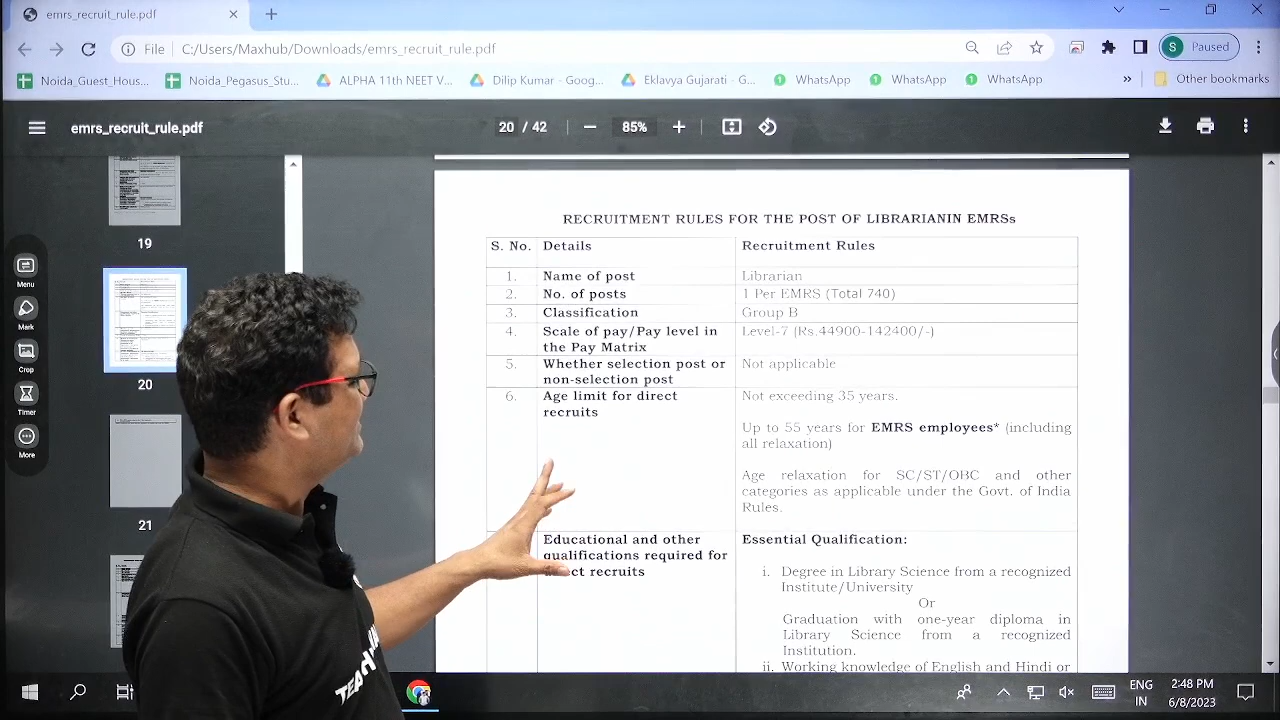 emrs_recruit_rule.pdf
File C:/Users/Maxhub/Downloads/emrs_recruit_rule.pdf
S Paused
Noida_Guest_Hous... Noida_Pegasus_Stu... ALPHA 11th NEET V... Dilip Kumar - Goog... Eklavya Gujarati - G... WhatsApp WhatsApp WhatsApp » Other bookmarks
emrs_recruit_rule.pdf 20 / 42 85%
19
20
21
Menu
Mark
Crop
Timer
More
RECRUITMENT RULES FOR THE POST OF LIBRARIANIN EMRSs
S. No. Details Recruitment Rules
1. Name of post Librarian
2. No. of posts 1 Per EMRS (Total 740)
3. Classification Group B
4. Scale of pay/Pay level in Level-7 (Rs.44900-142400/-)
the Pay Matrix
5. Whether selection post or Not applicable
non-selection post
6. Age limit for direct Not exceeding 35 years.
recruits
Up to 55 years for EMRS employees* (including
all relaxation)
Age relaxation for SC/ST/OBC and other
categories as applicable under the Govt. of India
Rules.
Educational and other Essential Qualification:
qualifications required for
recruits
i. Degree in Library Science from a recognized
Institute/University
Or
Graduation with one-year diploma in
Library Science from a recognized
Institution.
ii. Working knowledge of English and Hindi or
ENG 2:48 PM
IN 6/8/2023